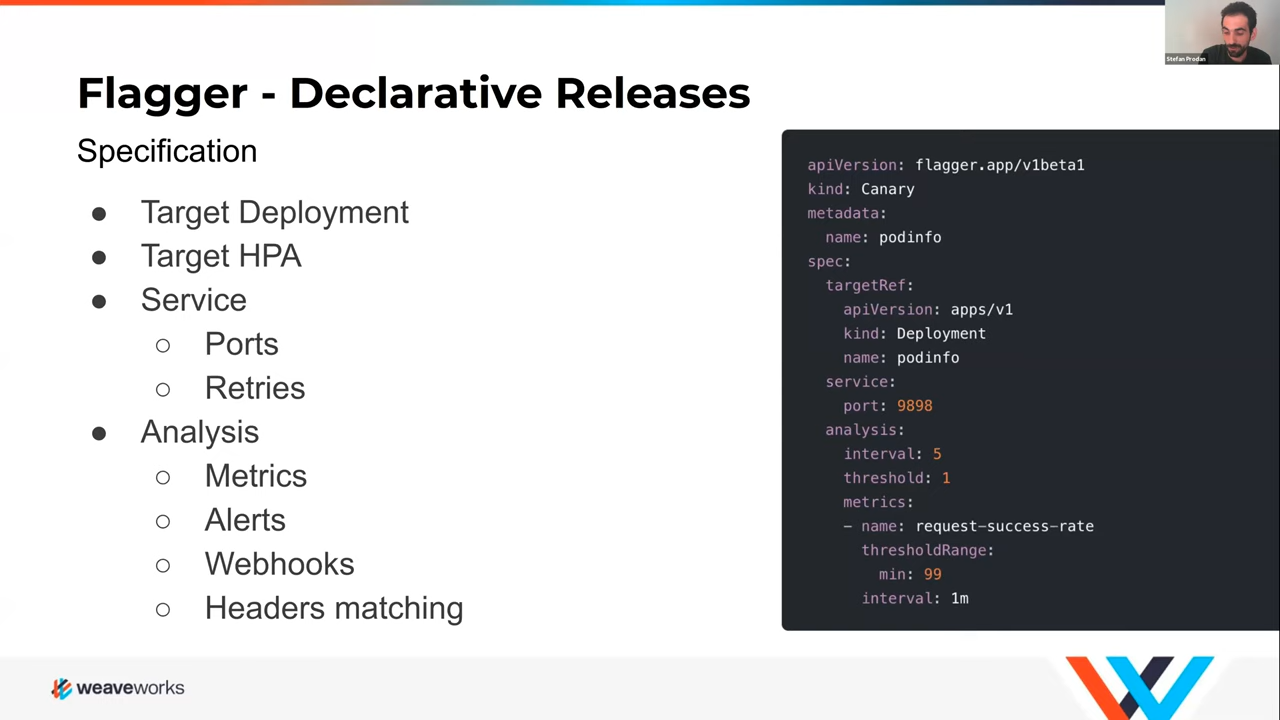 Stefan Prodan
Flagger - Declarative Releases
Specification
● Target Deployment
● Target HPA
● Service
○ Ports
○ Retries
● Analysis
○ Metrics
○ Alerts
○ Webhooks
○ Headers matching
apiVersion: flagger.app/v1beta1
kind: Canary
metadata:
  name: podinfo
spec:
  targetRef:
    apiVersion: apps/v1
    kind: Deployment
    name: podinfo
  service:
    port: 9898
  analysis:
    interval: 5
    threshold: 1
    metrics:
    - name: request-success-rate
      thresholdRange:
        min: 99
      interval: 1m
weaveworks